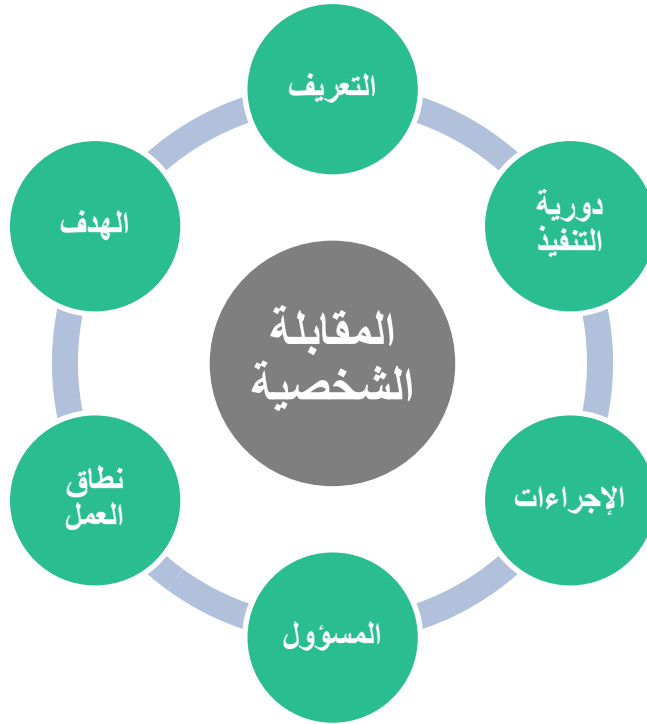 التعريف
دورية
التنفيذ
الهدف
المقابلة
الشخصية
الإجراءات
نطاق
العمل
المسؤول